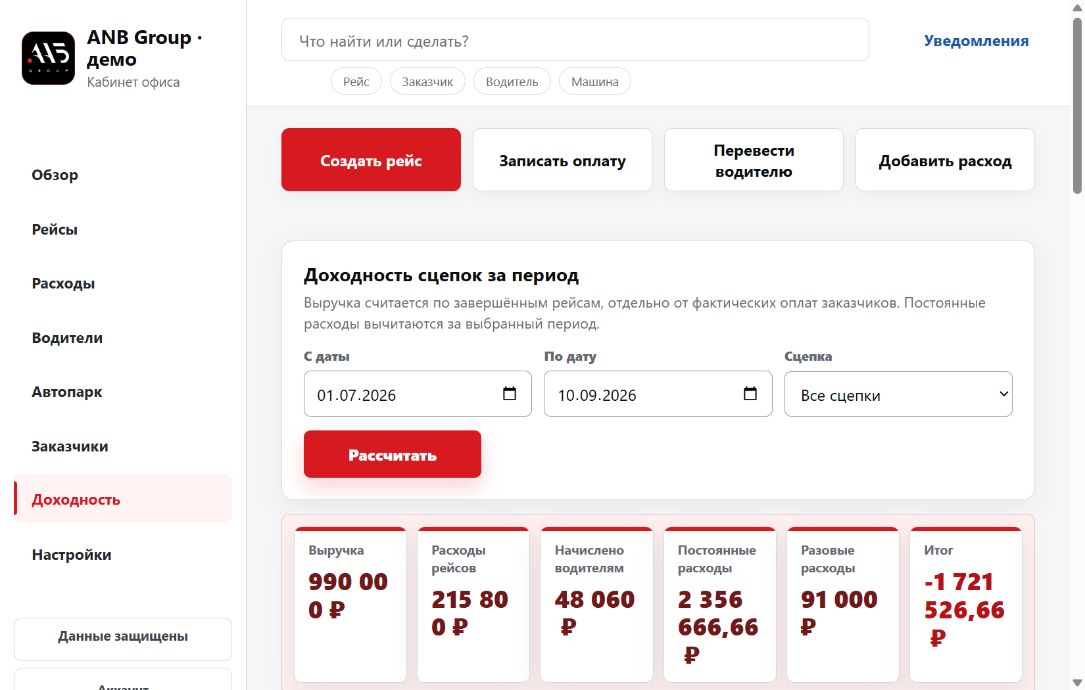 ANB
GROUP
ANB Group ·
демо
Кабинет офиса
Что найти или сделать?
Уведомления
Рейс
Заказчик
Водитель
Машина
Обзор
Рейсы
Расходы
Водители
Автопарк
Заказчики
Доходность
Настройки
Данные защищены
Аккаунт
Создать рейс
Записать оплату
Перевести
водителю
Добавить расход
Доходность сцепок за период
Выручка считается по завершённым рейсам, отдельно от фактических оплат заказчиков. Постоянные
расходы вычитаются за выбранный период.
С даты
По дату
Сцепка
01.07.2026
10.09.2026
Все сцепки
Рассчитать
Выручка
990 00
0 ₽
Расходы
рейсов
215 80
0 ₽
Начислено
водителям
48 060
₽
Постоянные
расходы
2 356
666,66
₽
Разовые
расходы
91 000
₽
Итог
-1 721
526,66
₽